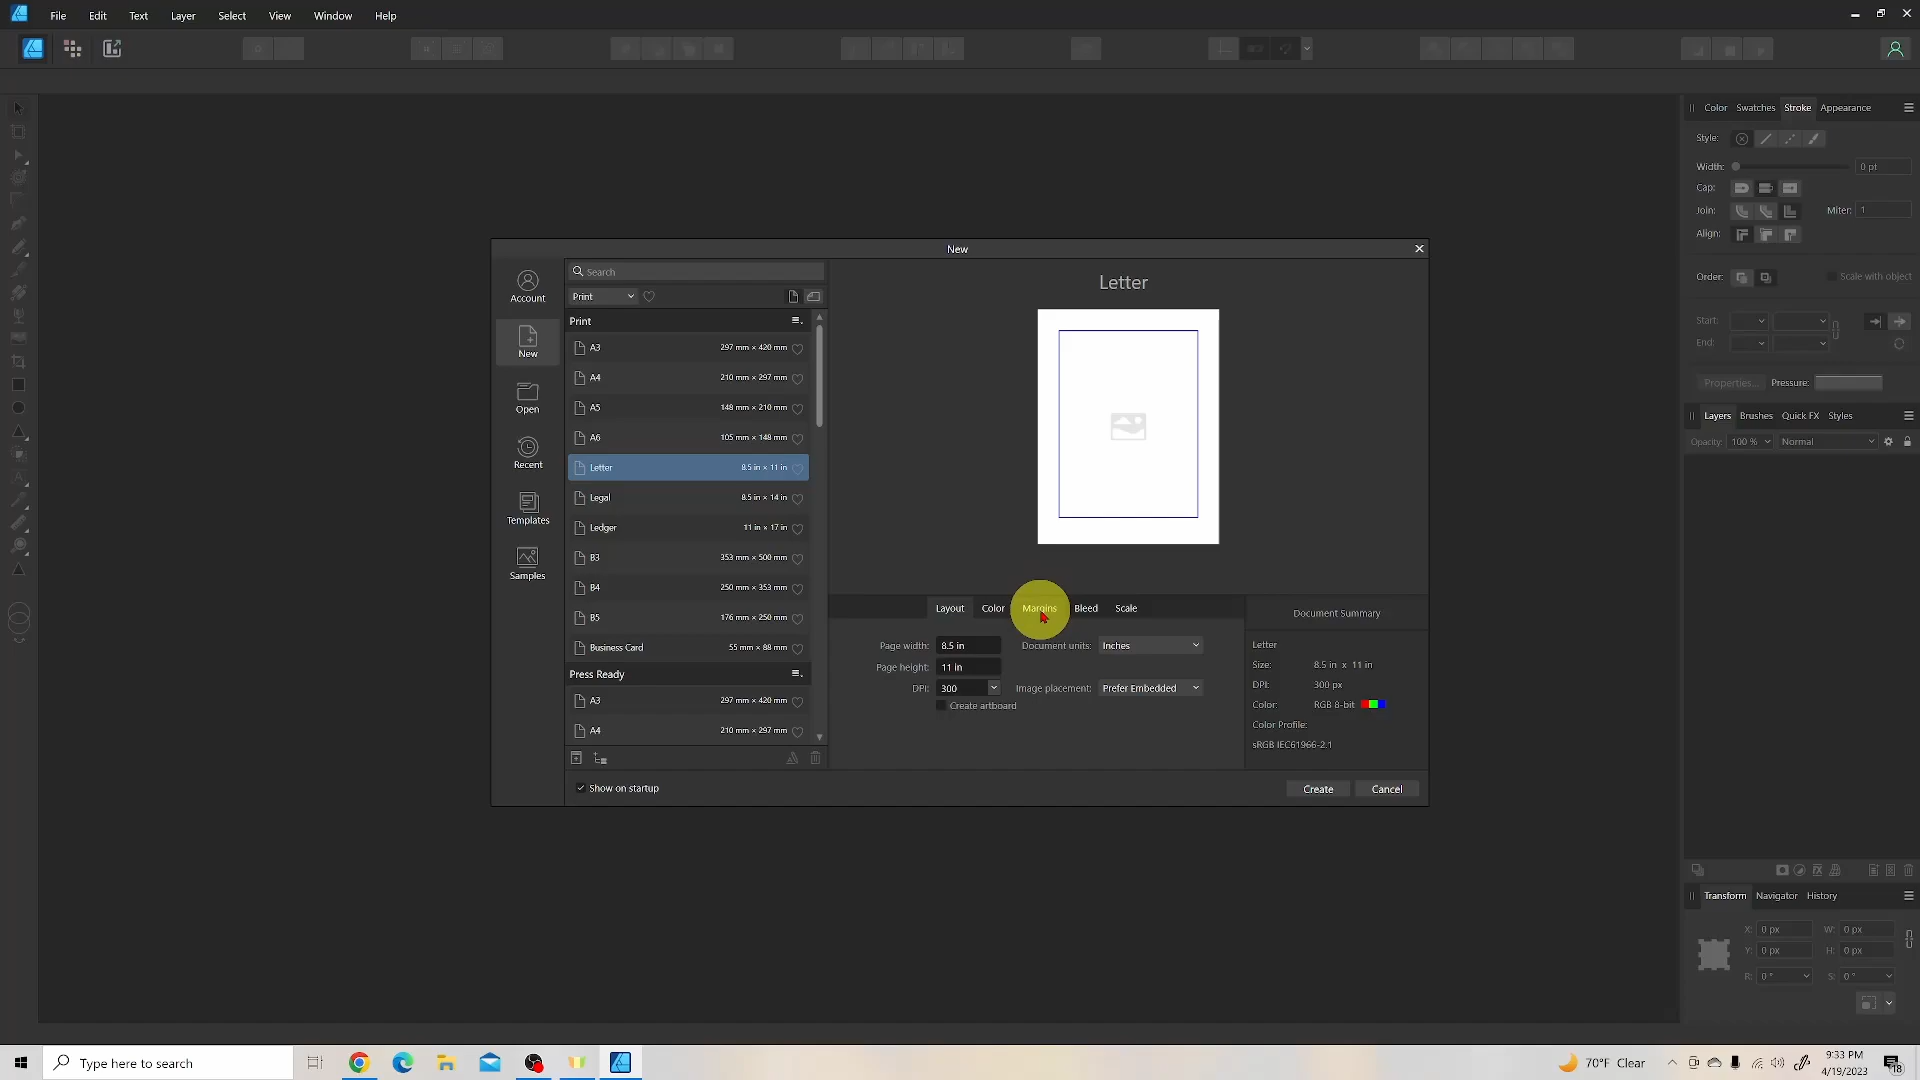 File Edit Text Layer Select View Window Help
Color Swatches Stroke Appearance
Style:
Width: 0 pt
Cap:
Join: Miter: 1
Align:
Order: Scale with object
Start:
End:
Properties... Pressure:
Layers Brushes Quick FX Styles
Opacity: 100 % Normal
Transform Navigator History
X: 0 px W: 0 px
Y: 0 px H: 0 px
R: 0 ° S: 0 °
New
Account
New
Open
Recent
Templates
Samples
Search
Print
Print
A3 297 mm × 420 mm
A4 210 mm × 297 mm
A5 148 mm × 210 mm
A6 105 mm × 148 mm
Letter 8.5 in × 11 in
Legal 8.5 in × 14 in
Ledger 11 in × 17 in
B3 353 mm × 500 mm
B4 250 mm × 353 mm
B5 176 mm × 250 mm
Business Card 55 mm × 88 mm
Press Ready
A3 297 mm × 420 mm
A4 210 mm × 297 mm
Show on startup
Letter
Layout Color Margins Bleed Scale
Page width: 8.5 in Document units: Inches
Page height: 11 in
DPI: 300 Image placement: Prefer Embedded
Create artboard
Document Summary
Letter
Size: 8.5 in x 11 in
DPI: 300 px
Color: RGB 8-bit
Color Profile:
sRGB IEC61966-2.1
Create Cancel
Type here to search
70°F Clear
9:33 PM
4/19/2023
18